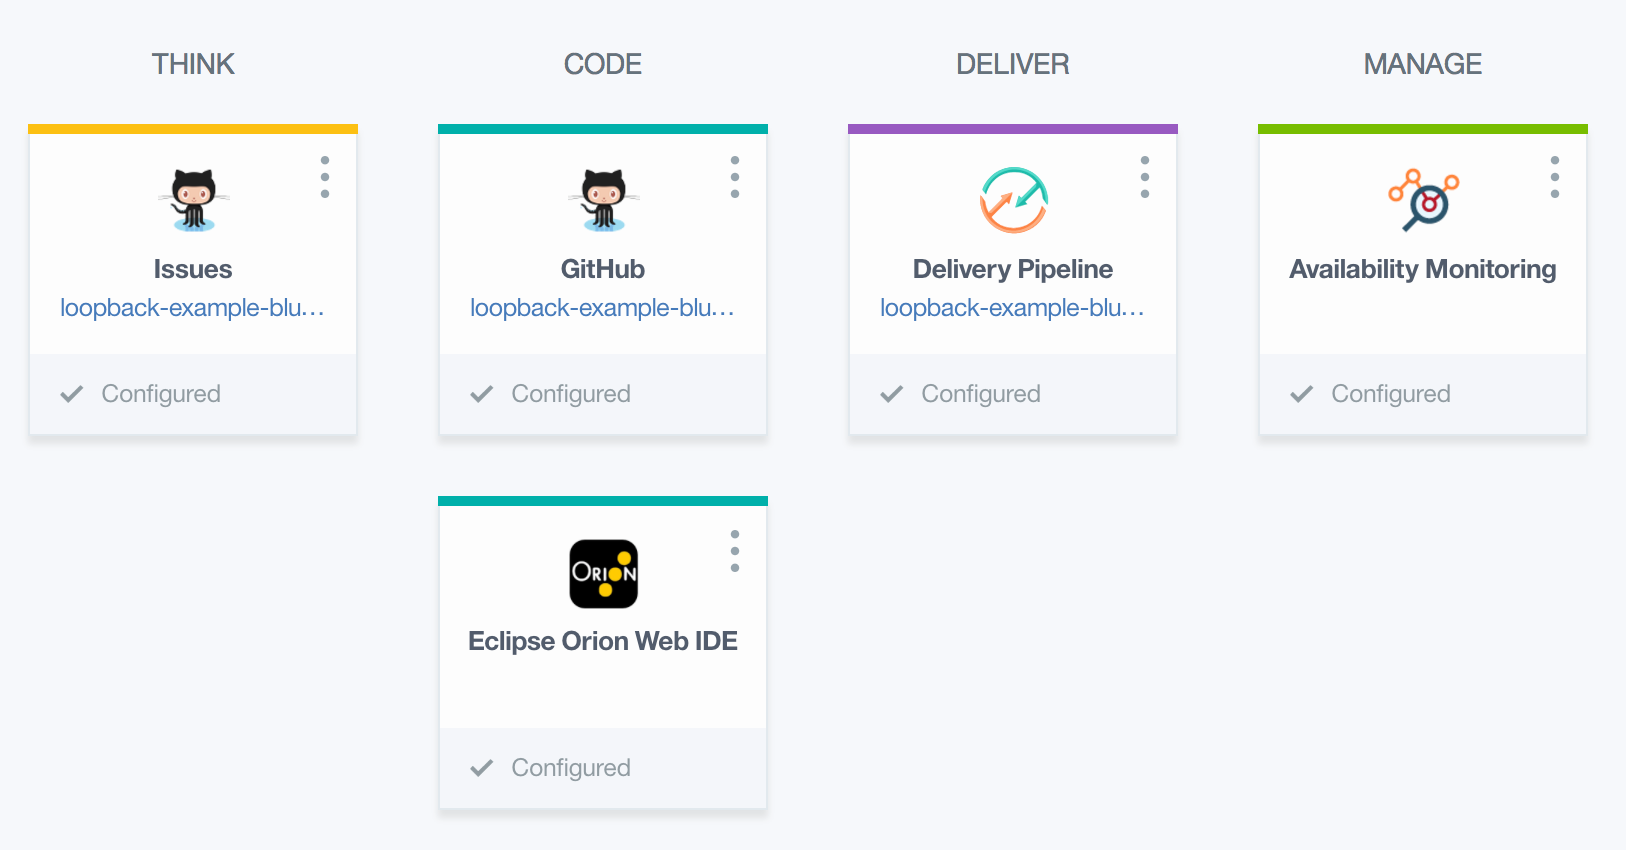 THINK
CODE
DELIVER
MANAGE
Issues
loopback-example-blu...
Configured
GitHub
loopback-example-blu...
Configured
Delivery Pipeline
loopback-example-blu...
Configured
Availability Monitoring
Configured
ORION
Eclipse Orion Web IDE
Configured